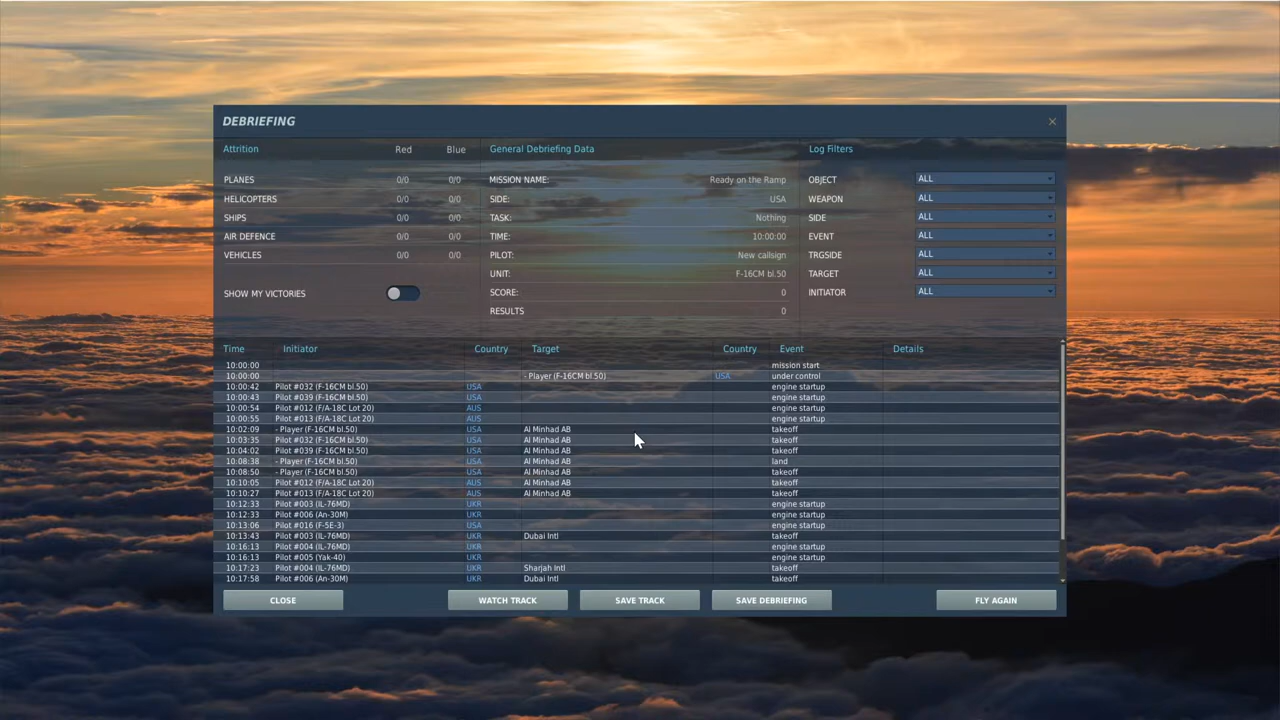 DEBRIEFING ×
Attrition Red Blue
PLANES 0/0 0/0
HELICOPTERS 0/0 0/0
SHIPS 0/0 0/0
AIR DEFENCE 0/0 0/0
VEHICLES 0/0 0/0
SHOW MY VICTORIES
General Debriefing Data
MISSION NAME: Ready on the Ramp
SIDE: USA
TASK: Nothing
TIME: 10:00:00
PILOT: New callsign
UNIT: F-16CM bl.50
SCORE: 0
RESULTS 0
Log Filters
OBJECT ALL
WEAPON ALL
SIDE ALL
EVENT ALL
TRGSIDE ALL
TARGET ALL
INITIATOR ALL
Time Initiator Country Target Country Event Details
10:00:00 mission start
10:00:00 - Player (F-16CM bl.50) USA under control
10:00:42 Pilot #032 (F-16CM bl.50) USA engine startup
10:00:43 Pilot #039 (F-16CM bl.50) USA engine startup
10:00:54 Pilot #012 (F/A-18C Lot 20) AUS engine startup
10:00:55 Pilot #013 (F/A-18C Lot 20) AUS engine startup
10:02:09 - Player (F-16CM bl.50) USA Al Minhad AB takeoff
10:03:35 Pilot #032 (F-16CM bl.50) USA Al Minhad AB takeoff
10:04:02 Pilot #039 (F-16CM bl.50) USA Al Minhad AB takeoff
10:08:38 - Player (F-16CM bl.50) USA Al Minhad AB land
10:08:50 - Player (F-16CM bl.50) USA Al Minhad AB takeoff
10:10:05 Pilot #012 (F/A-18C Lot 20) AUS Al Minhad AB takeoff
10:10:27 Pilot #013 (F/A-18C Lot 20) AUS Al Minhad AB takeoff
10:12:33 Pilot #003 (IL-76MD) UKR engine startup
10:12:33 Pilot #006 (An-30M) UKR engine startup
10:13:06 Pilot #016 (F-5E-3) USA engine startup
10:13:43 Pilot #003 (IL-76MD) UKR Dubai Intl takeoff
10:16:13 Pilot #004 (IL-76MD) UKR engine startup
10:16:13 Pilot #005 (Yak-40) UKR engine startup
10:17:23 Pilot #004 (IL-76MD) UKR Sharjah Intl takeoff
10:17:58 Pilot #006 (An-30M) UKR Dubai Intl takeoff
CLOSE WATCH TRACK SAVE TRACK SAVE DEBRIEFING FLY AGAIN